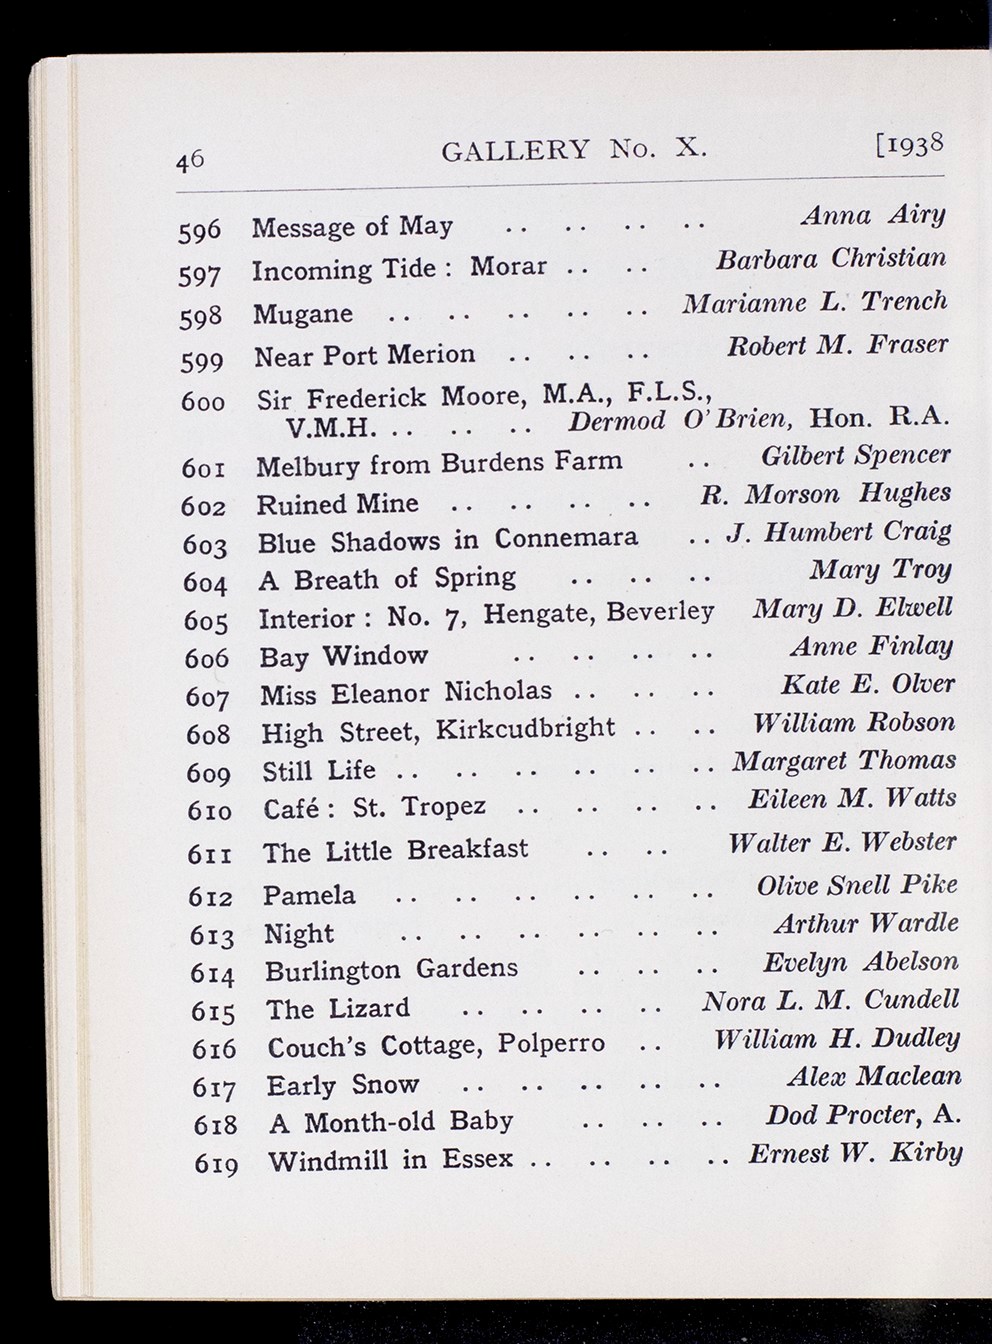 46 GALLERY No. X. [1938
596 Message of May .. .. .. .. Anna Airy
597 Incoming Tide : Morar .. .. Barbara Christian
598 Mugane .. .. .. .. .. Marianne L. Trench
599 Near Port Merion .. .. .. Robert M. Fraser
600 Sir Frederick Moore, M.A., F.L.S.,
V.M.H. .. .. .. Dermod O'Brien, Hon. R.A.
601 Melbury from Burdens Farm .. Gilbert Spencer
602 Ruined Mine .. .. .. .. R. Morson Hughes
603 Blue Shadows in Connemara .. J. Humbert Craig
604 A Breath of Spring .. .. .. Mary Troy
605 Interior : No. 7, Hengate, Beverley Mary D. Elwell
606 Bay Window .. .. .. .. Anne Finlay
607 Miss Eleanor Nicholas .. .. .. Kate E. Olver
608 High Street, Kirkcudbright .. .. William Robson
609 Still Life .. .. .. .. .. .. Margaret Thomas
610 Café : St. Tropez .. .. .. .. Eileen M. Watts
611 The Little Breakfast .. .. Walter E. Webster
612 Pamela .. .. .. .. .. .. Olive Snell Pike
613 Night .. .. .. .. .. .. Arthur Wardle
614 Burlington Gardens .. .. .. Evelyn Abelson
615 The Lizard .. .. .. .. Nora L. M. Cundell
616 Couch's Cottage, Polperro .. William H. Dudley
617 Early Snow .. .. .. .. .. Alex Maclean
618 A Month-old Baby .. .. .. Dod Procter, A.
619 Windmill in Essex .. .. .. .. Ernest W. Kirby